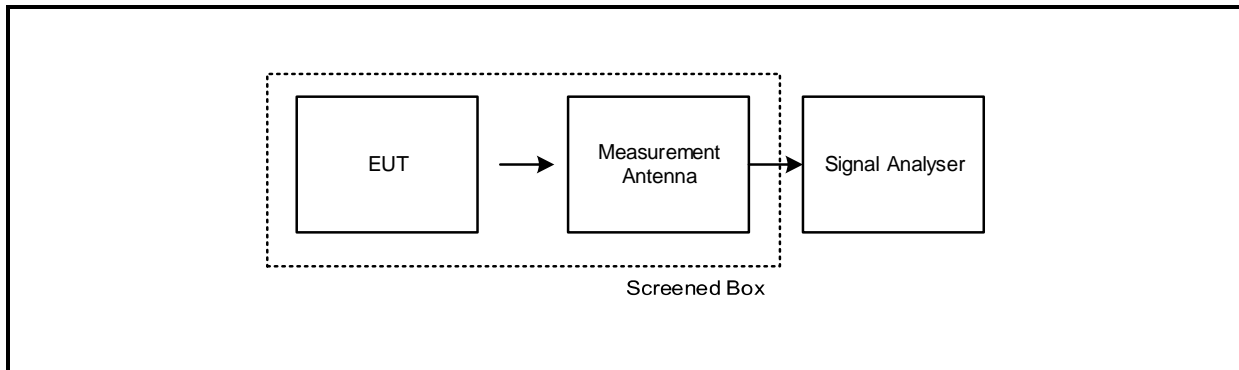 EUT
Measurement
Antenna
Signal Analyser
Screened Box